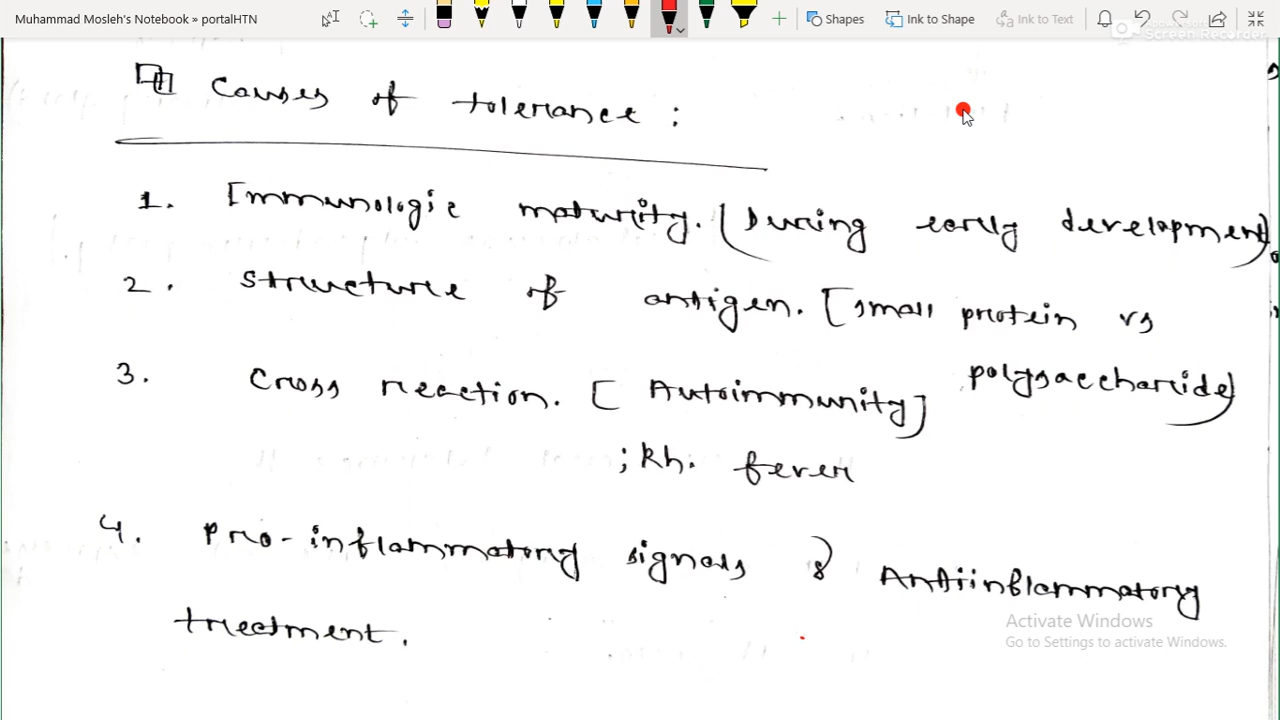 Muhammad Mosleh's Notebook » portalHTN
Shapes
Ink to Shape
Ink to Text
Screen Recorder
Causes of tolerance :
1. Immunologic maturity. (During early development)
2. Structure of antigen. [small protein vs
polysaccharide)
3. Cross reaction. [Autoimmunity]
; Rh. fever
4. Pro-inflammatory signals & Antiinflammatory
treatment.
Activate Windows
Go to Settings to activate Windows.